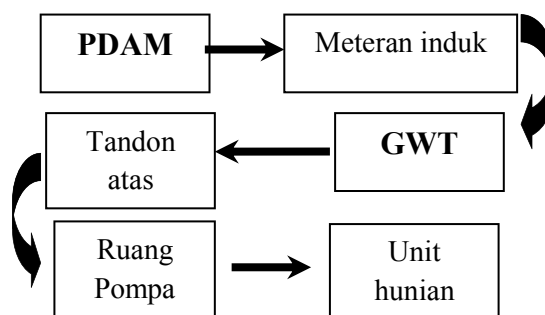 PDAM
Meteran induk
Tandon
atas
GWT
Ruang
Pompa
Unit
hunian